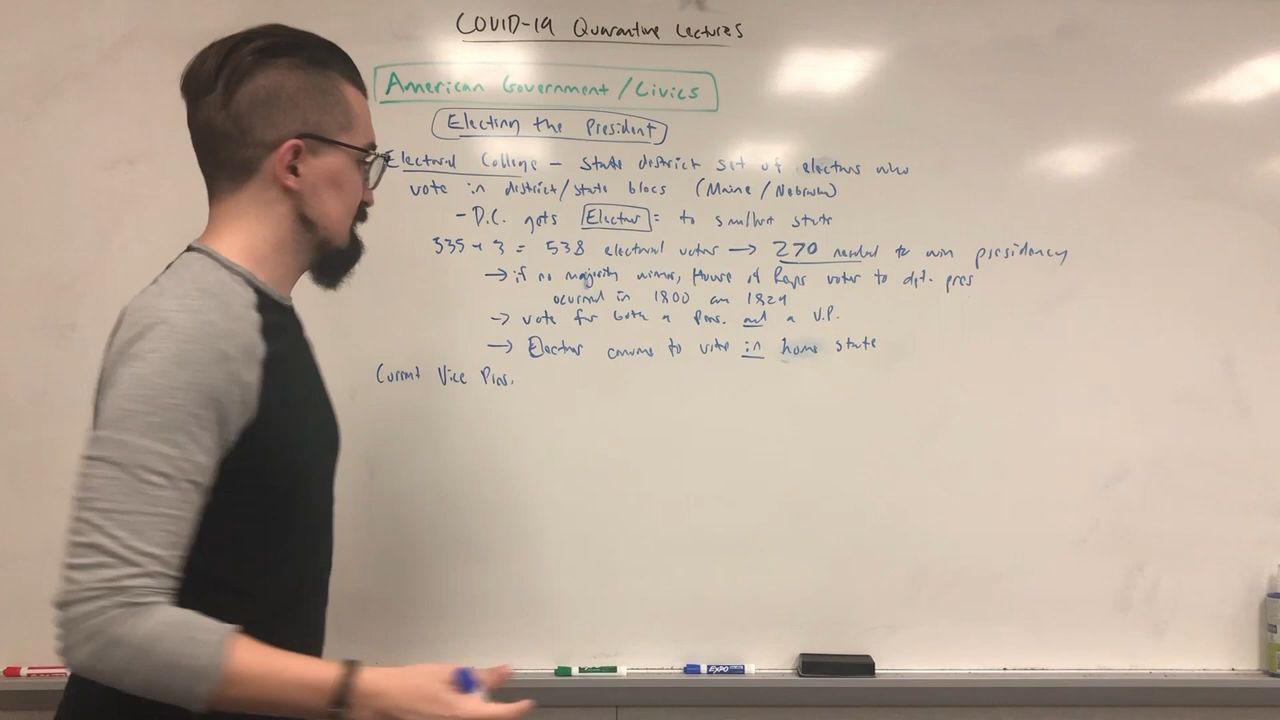 COVID-19 Quarantine Lectures
American Government/Civics
Electing the President
Electoral College - State district set of electors who
vote in district/state blocs (Maine/Nebraska)
- D.C. gets Electors = to smallest state
535 + 3 = 538 electoral votes → 270 needed to win presidency
→ if no majority winner, House of Reps votes to det. pres
occurred in 1800 an 1824
→ vote for both a Pres. and a V.P.
→ Electors convene to vote in home state
Current Vice Pres.
EXPO